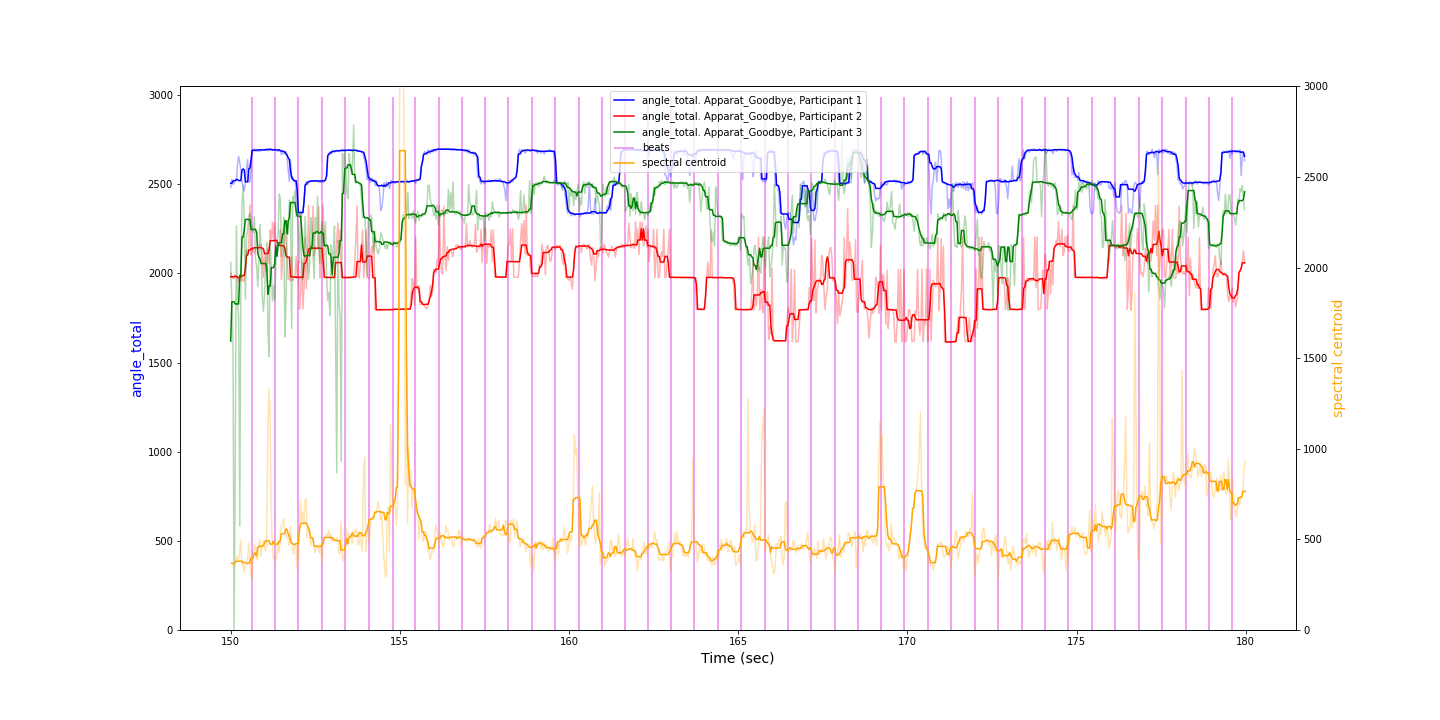 angle_total. Apparat_Goodbye, Participant 1
angle_total. Apparat_Goodbye, Participant 2
angle_total. Apparat_Goodbye, Participant 3
beats
spectral centroid
3000
2500
2000
1500
1000
500
0
angle_total
3000
2500
2000
1500
1000
500
0
spectral centroid
150
155
160
165
170
175
180
Time (sec)